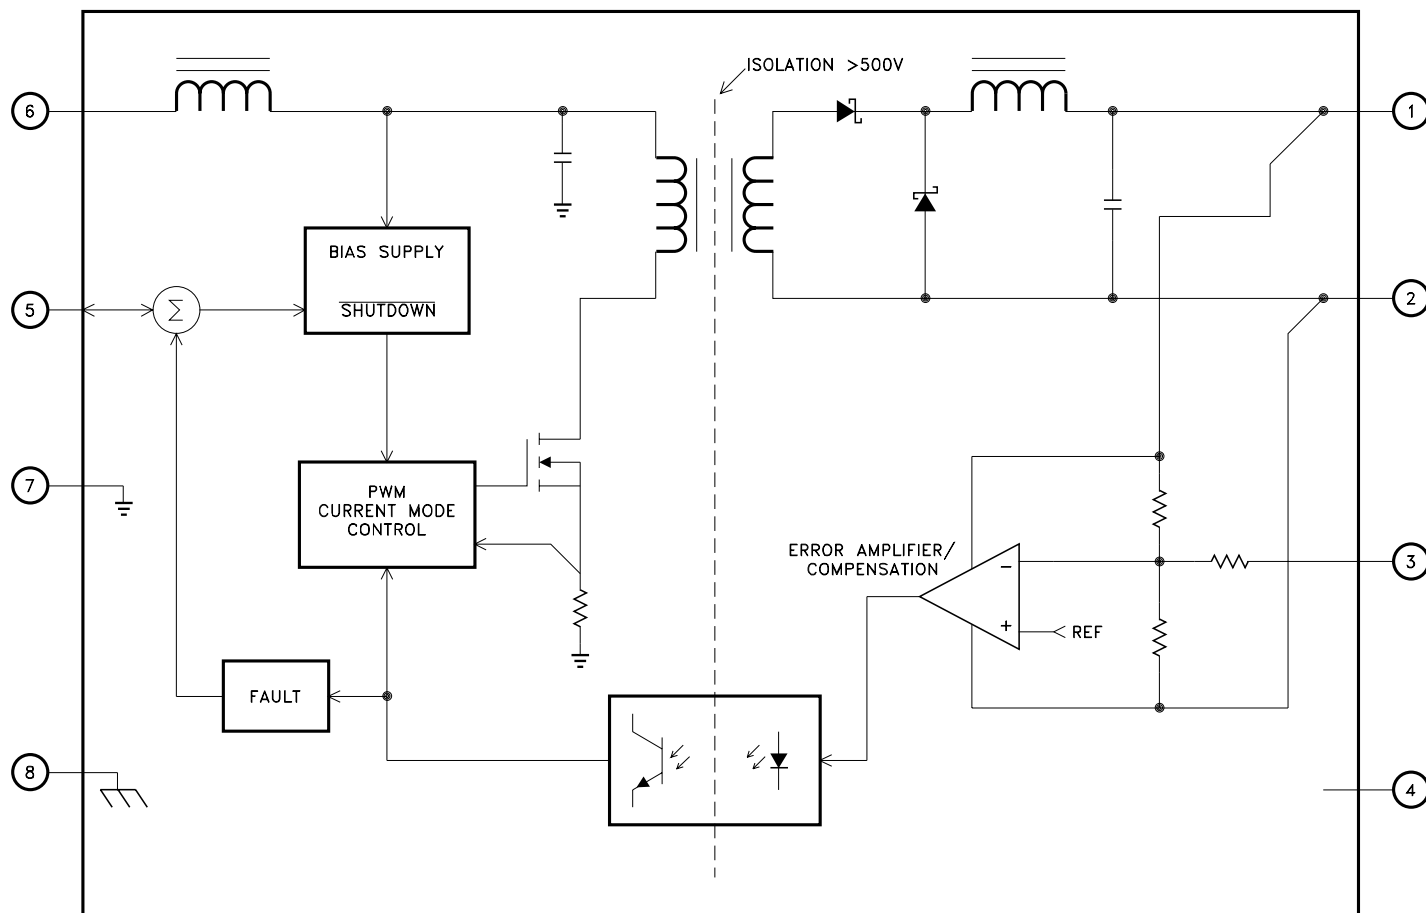 ISOLATION >500V
6
1
BIAS SUPPLY
SHUTDOWN
5
Σ
2
7
PWM
CURRENT MODE
CONTROL
ERROR AMPLIFIER/
COMPENSATION
−
3
+
REF
FAULT
8
4